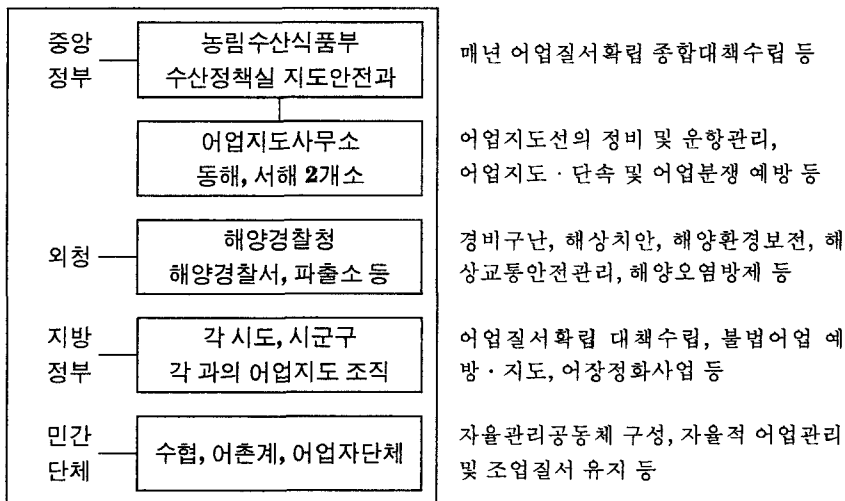 중앙
정부
농림수산식품부
수산정책실 지도안전과
매년 어업질서확립 종합대책수립 등
어업지도사무소
동해, 서해 2개소
어업지도선의 정비 및 운항관리,
어업지도 · 단속 및 어업분쟁 예방 등
외청
해양경찰청
해양경찰서, 파출소 등
경비구난, 해상치안, 해양환경보전, 해
상교통안전관리, 해양오염방제 등
지방
정부
각 시도, 시군구
각 과의 어업지도 조직
어업질서확립 대책수립, 불법어업 예
방 · 지도, 어장정화사업 등
민간
단체
수협, 어촌계, 어업자단체
자율관리공동체 구성, 자율적 어업관리
및 조업질서 유지 등